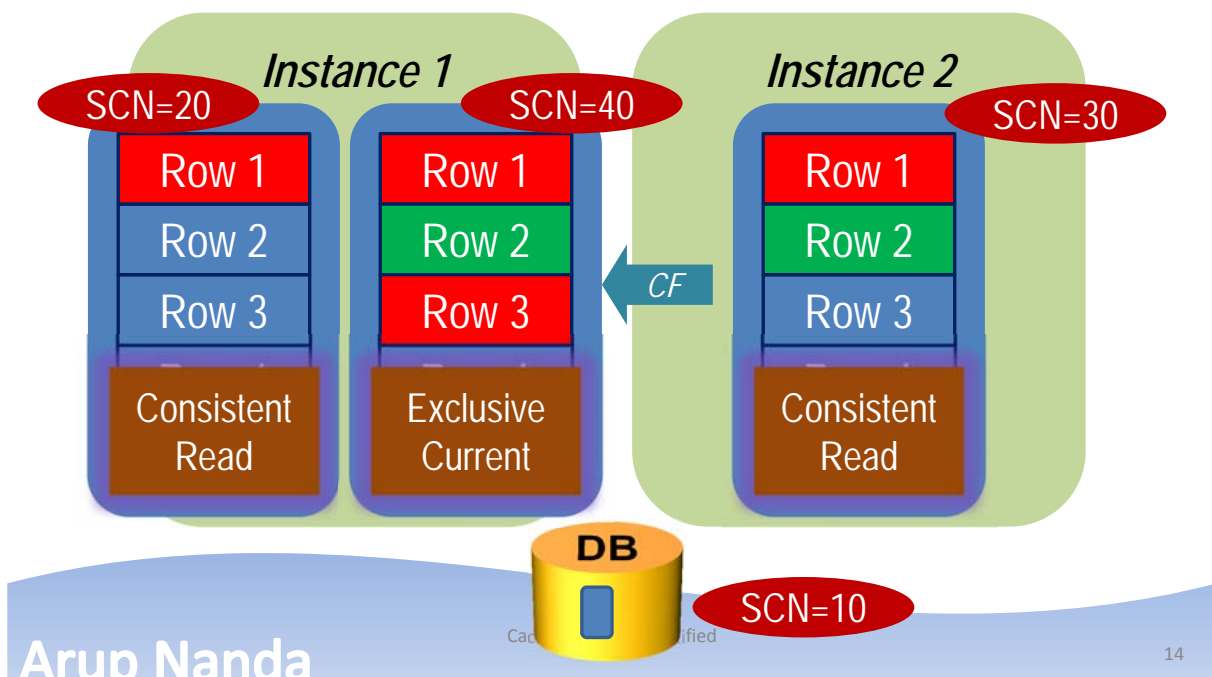 Instance 1
Instance 2
SCN=20
SCN=40
SCN=30
Row 1
Row 2
Row 3
Consistent
Read
Row 1
Row 2
Row 3
Exclusive
Current
CF
Row 1
Row 2
Row 3
Consistent
Read
DB
SCN=10
Arup Nanda
14